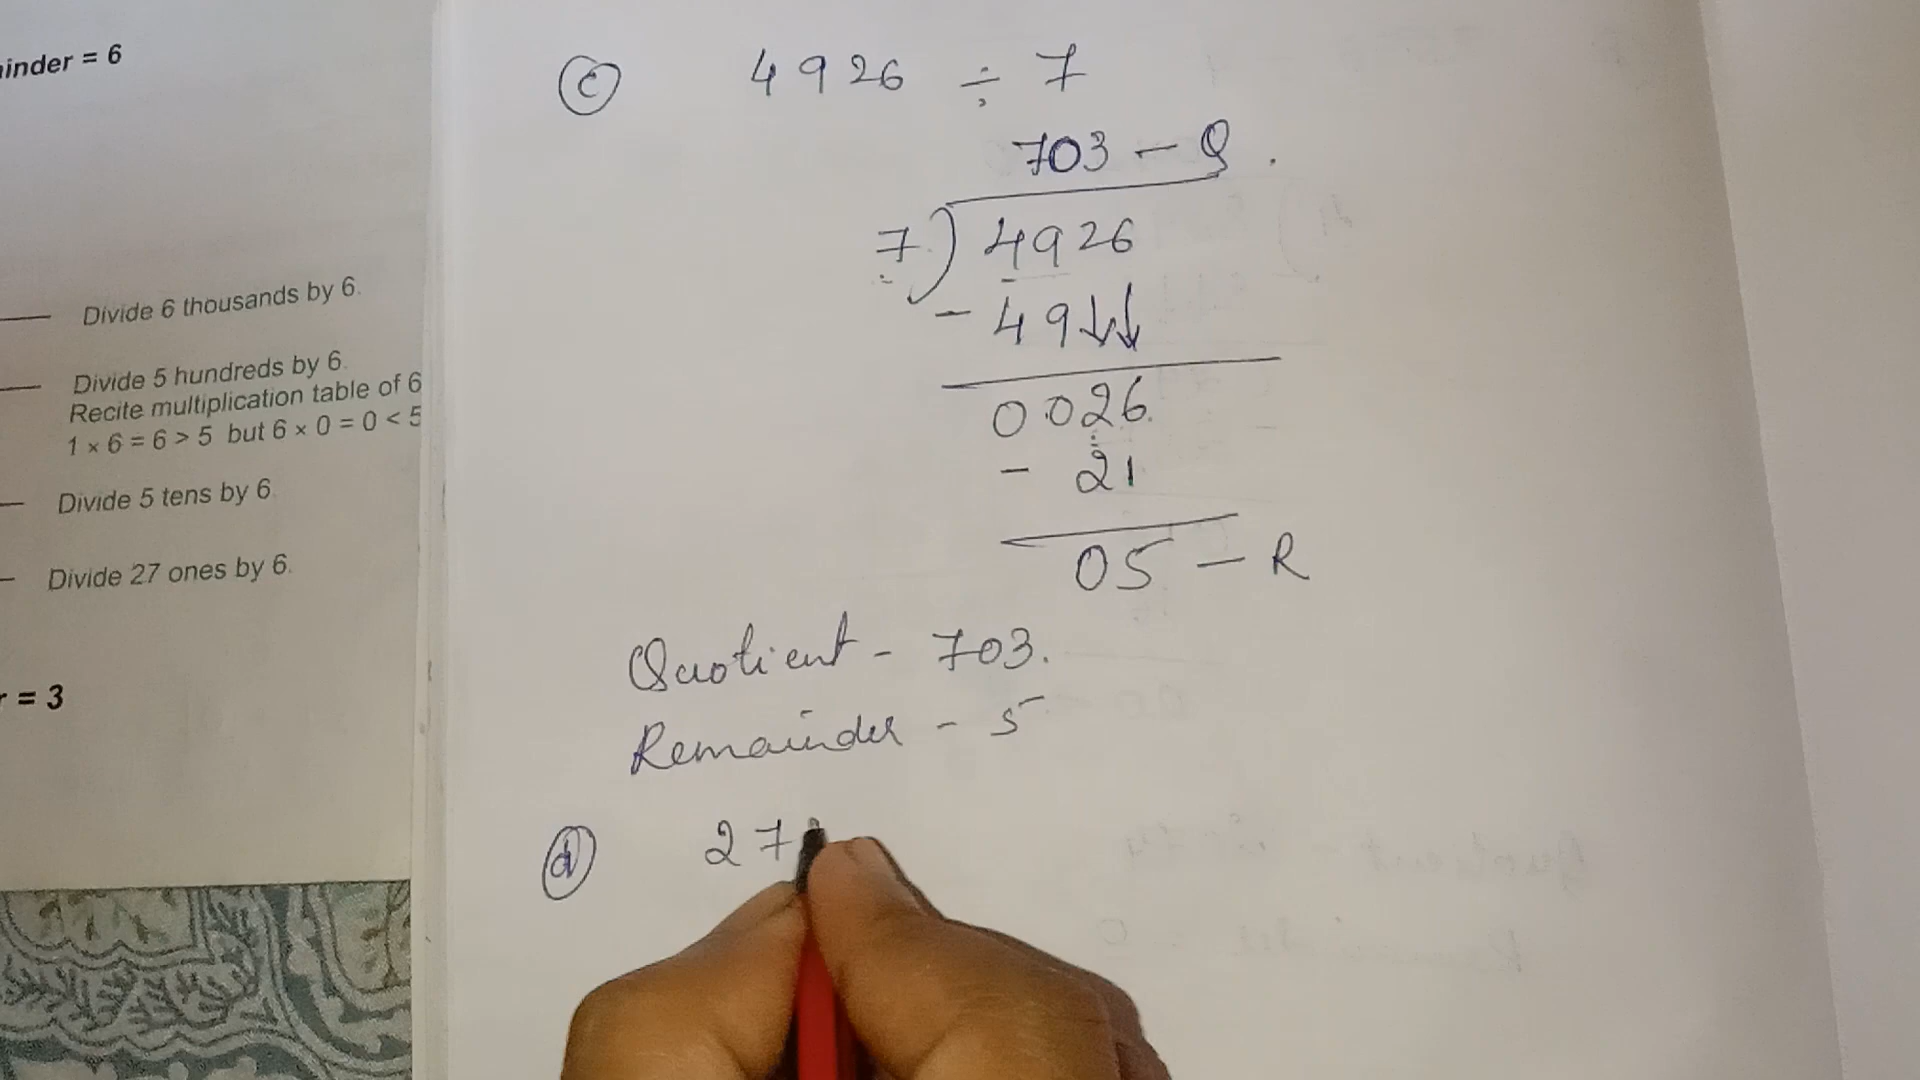 inder = 6
Divide 6 thousands by 6.
Divide 5 hundreds by 6.
Recite multiplication table of 6
1 × 6 = 6 > 5 but 6 × 0 = 0 < 5
Divide 5 tens by 6
Divide 27 ones by 6.
r = 3
(c) 4926 ÷ 7
703 - Q.
7) 4926
- 49↓↓
0026.
- 21
05 - R
Quotient - 703.
Remainder - 5
(d) 27